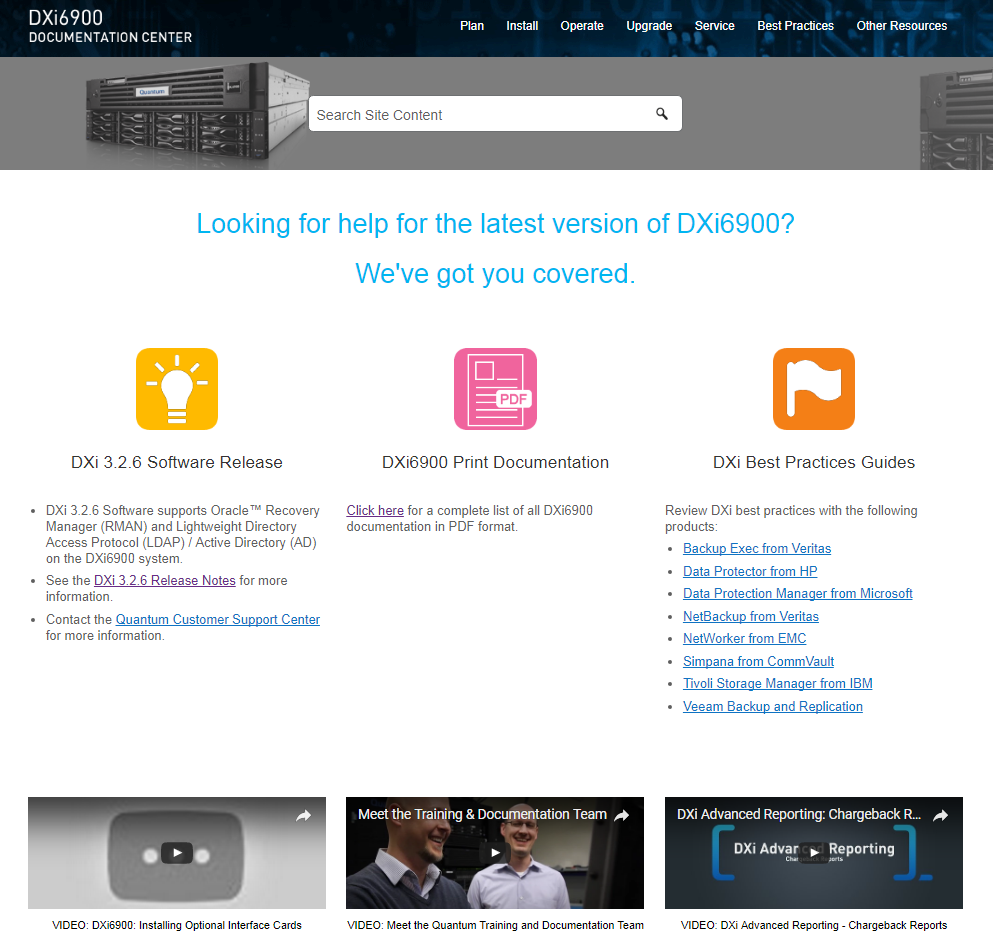 DXi6900
DOCUMENTATION CENTER
Plan Install Operate Upgrade Service Best Practices Other Resources
Quantum
Search Site Content
Looking for help for the latest version of DXi6900?
We've got you covered.
PDF
DXi 3.2.6 Software Release
DXi 3.2.6 Software supports Oracle™ Recovery
Manager (RMAN) and Lightweight Directory
Access Protocol (LDAP) / Active Directory (AD)
on the DXi6900 system.
See the DXi 3.2.6 Release Notes for more
information.
Contact the Quantum Customer Support Center
for more information.
DXi6900 Print Documentation
Click here for a complete list of all DXi6900
documentation in PDF format.
DXi Best Practices Guides
Review DXi best practices with the following
products:
Backup Exec from Veritas
Data Protector from HP
Data Protection Manager from Microsoft
NetBackup from Veritas
NetWorker from EMC
Simpana from CommVault
Tivoli Storage Manager from IBM
Veeam Backup and Replication
VIDEO: DXi6900: Installing Optional Interface Cards
Meet the Training & Documentation Team
VIDEO: Meet the Quantum Training and Documentation Team
DXi Advanced Reporting: Chargeback R...
DXi Advanced Reporting
Chargeback Reports
VIDEO: DXi Advanced Reporting - Chargeback Reports